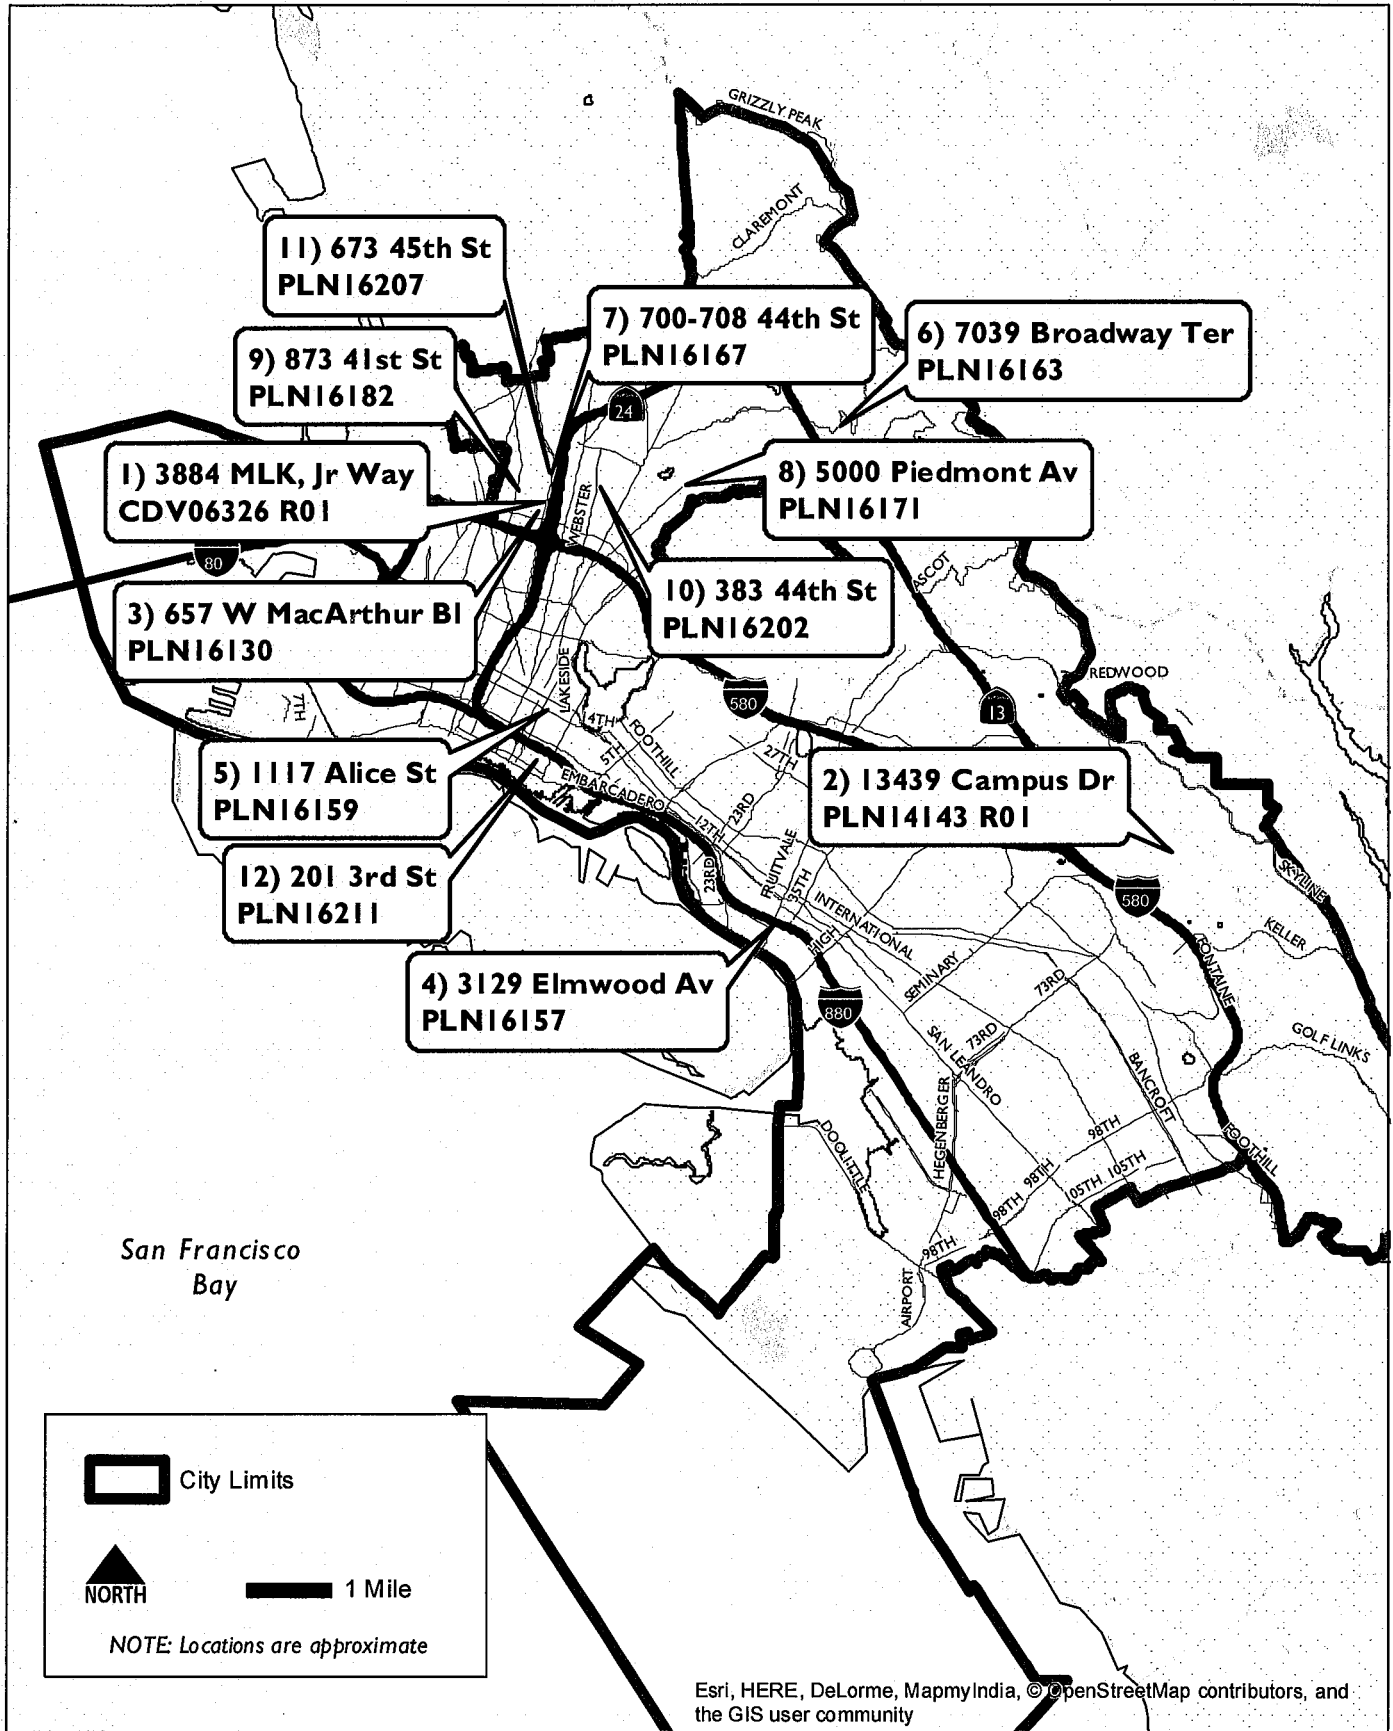 GRIZZLY PEAK
CLAREMONT
11) 673 45th St
PLN16207
7) 700-708 44th St
PLN16167
6) 7039 Broadway Ter
PLN16163
9) 873 41st St
PLN16182
24
1) 3884 MLK, Jr Way
CDV06326 R01
8) 5000 Piedmont Av
PLN16171
WEBSTER
80
ASCOT
3) 657 W MacArthur Bl
PLN16130
10) 383 44th St
PLN16202
LAKESIDE
REDWOOD
580
13
7TH
14TH
FOOTHILL
5TH
27TH
5) 1117 Alice St
PLN16159
EMBARCADERO
2) 13439 Campus Dr
PLN14143 R01
23RD
12TH
12) 201 3rd St
PLN16211
23RD
FRUITVALE
35TH
580
SKYLINE
INTERNATIONAL
HIGH
KELLER
FONTAINE
4) 3129 Elmwood Av
PLN16157
SEMINARY
73RD
880
GOLF LINKS
SAN LEANDRO
73RD
BANCROFT
HEGENBERGER
DOOLITTLE
98TH
FOOTHILL
98TH
105TH
105TH
98TH
98TH
AIRPORT
San Francisco
Bay
City Limits
NORTH
1 Mile
NOTE: Locations are approximate
Esri, HERE, DeLorme, MapmyIndia, © OpenStreetMap contributors, and
the GIS user community